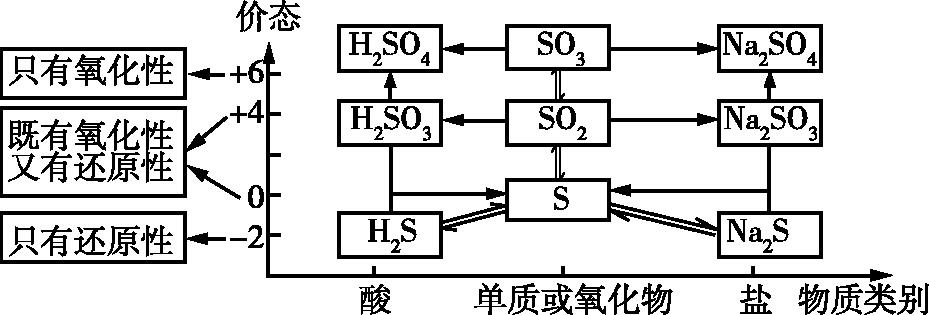 价态
只有氧化性
+6
H₂SO₄
SO₃
Na₂SO₄
既有氧化性
又有还原性
+4
H₂SO₃
SO₂
Na₂SO₃
0
S
只有还原性
−2
H₂S
Na₂S
酸
单质或氧化物
盐
物质类别